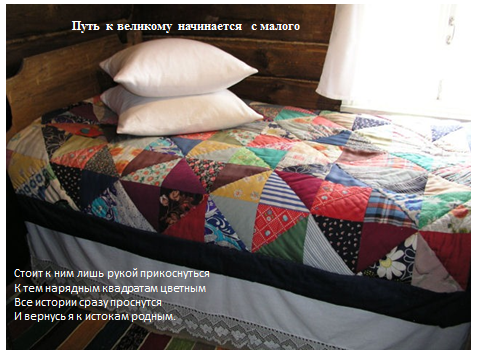 Путь к великому начинается с малого
Стоит к ним лишь рукой прикоснуться
К тем нарядным квадратам цветным
Все истории сразу проснутся
И вернусь я к истокам родным.